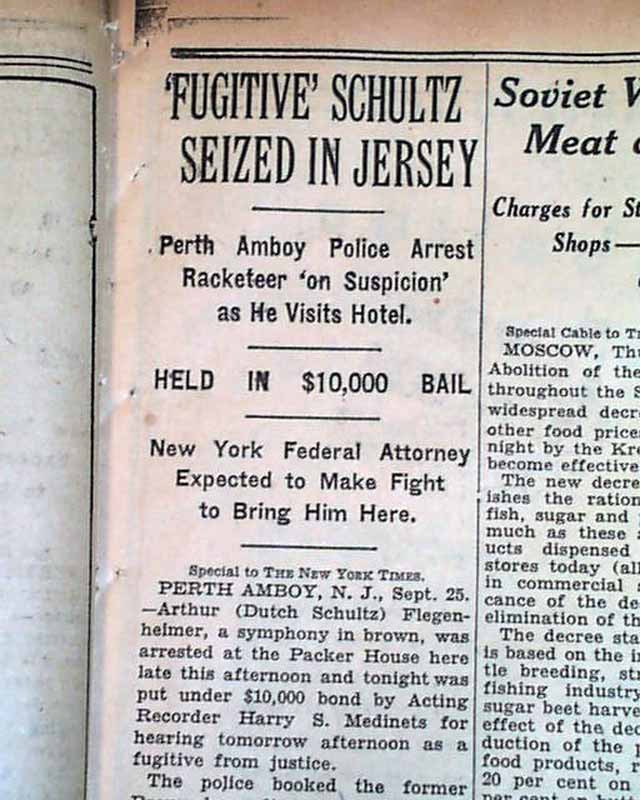 'FUGITIVE' SCHULTZ
SEIZED IN JERSEY
Perth Amboy Police Arrest
Racketeer 'on Suspicion'
as He Visits Hotel.
HELD IN $10,000 BAIL
New York Federal Attorney
Expected to Make Fight
to Bring Him Here.
Special to THE NEW YORK TIMES.
PERTH AMBOY, N. J., Sept. 25.
—Arthur (Dutch Schultz) Flegen-
heimer, a symphony in brown, was
arrested at the Packer House here
late this afternoon and tonight was
put under $10,000 bond by Acting
Recorder Harry S. Medinets for
hearing tomorrow afternoon as a
fugitive from justice.
The police booked the former
Soviet
Meat
Charges for
Shops—
Special Cable to
MOSCOW,
Abolition of the
throughout the
widespread
other food
night by the
become effective
The new
ishes the
fish, sugar and
much as these
ucts dispensed
stores today
in commercial
cance of the
elimination of
The decree
is based on the
tle breeding,
fishing industry
sugar beet
effect of the
duction of the
food products,
20 per cent on
per cent